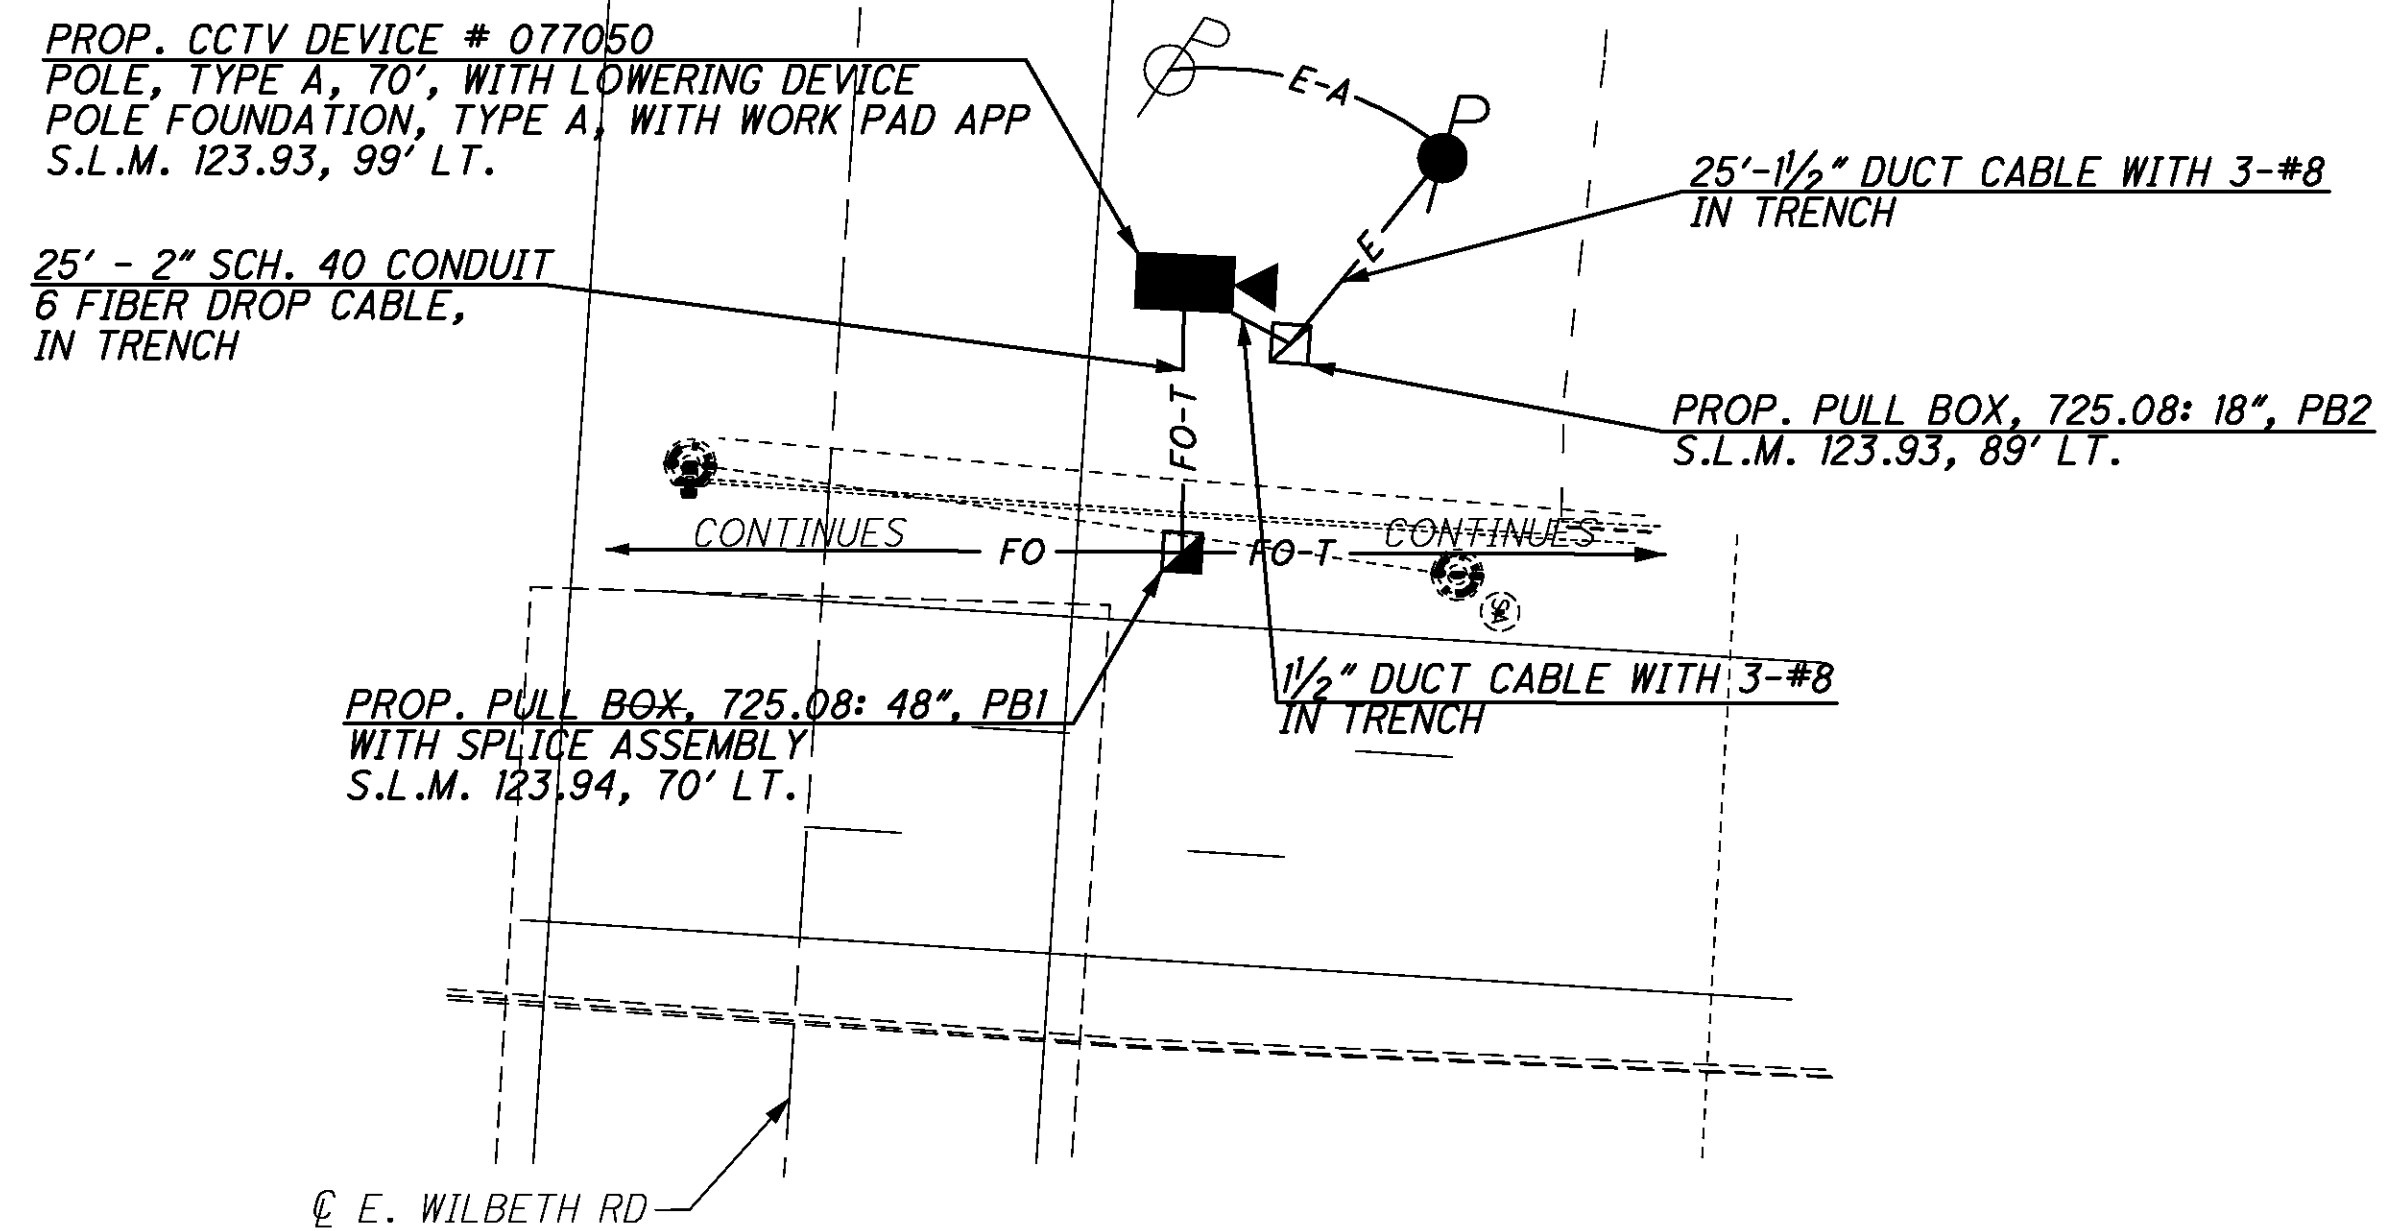 PROP. CCTV DEVICE # 077050
POLE, TYPE A, 70', WITH LOWERING DEVICE
POLE FOUNDATION, TYPE A, WITH WORK PAD APP
S.L.M. 123.93, 99' LT.
E-A
25'-1½" DUCT CABLE WITH 3-#8
IN TRENCH
E
25' - 2" SCH. 40 CONDUIT
6 FIBER DROP CABLE,
IN TRENCH
FO-T
PROP. PULL BOX, 725.08: 18", PB2
S.L.M. 123.93, 89' LT.
CONTINUES
FO
FO-T
CONTINUES
1½" DUCT CABLE WITH 3-#8
IN TRENCH
PROP. PULL BOX, 725.08: 48", PB1
WITH SPLICE ASSEMBLY
S.L.M. 123.94, 70' LT.
℄ E. WILBETH RD